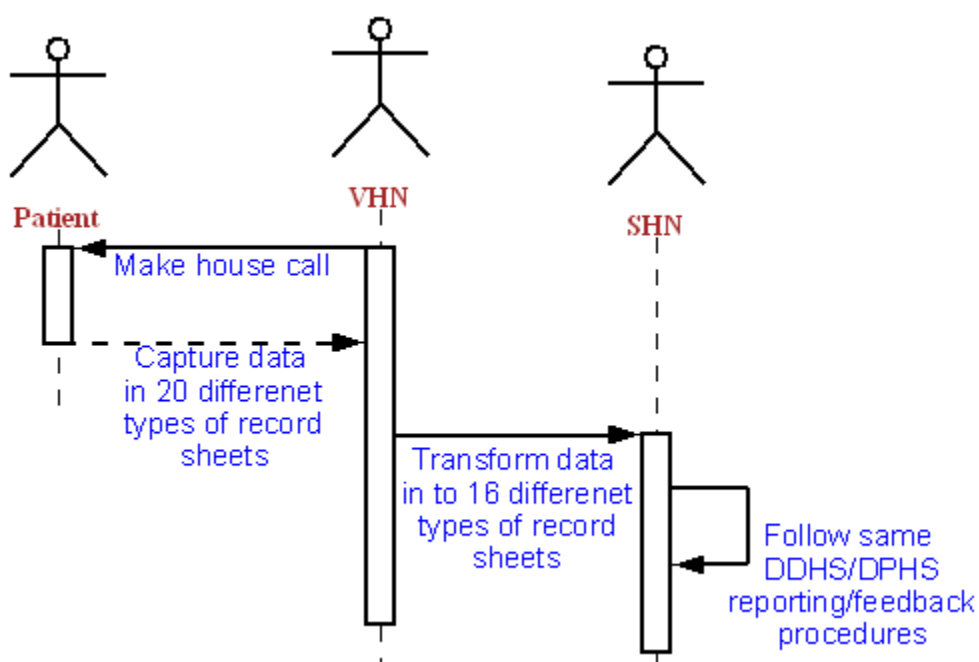 Patient
VHN
SHN
Make house call
Capture data
in 20 differenet
types of record
sheets
Transform data
in to 16 differenet
types of record
sheets
Follow same
DDHS/DPHS
reporting/feedback
procedures